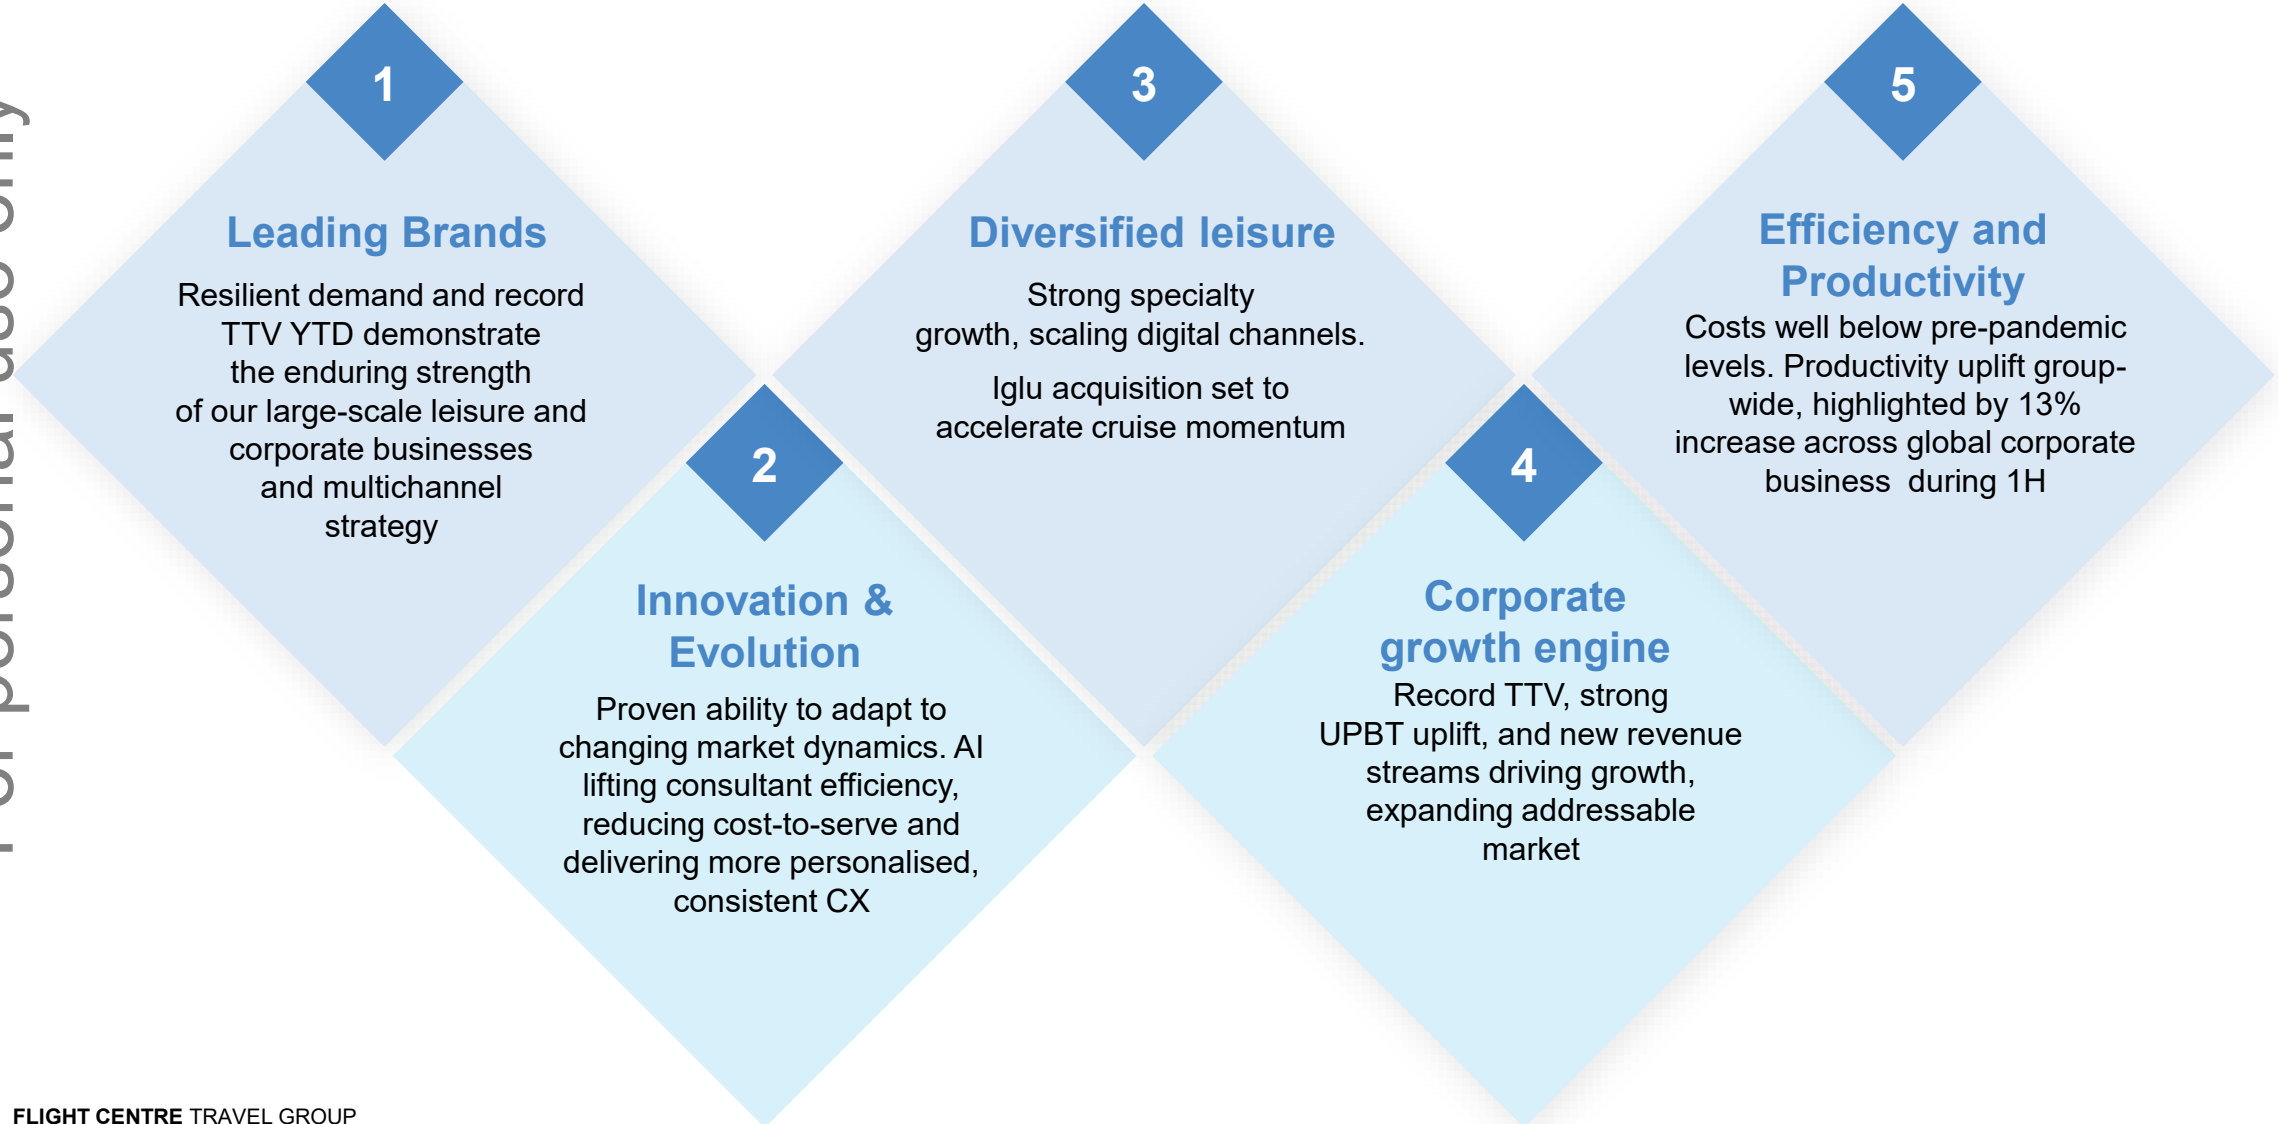 For personal use only
1
Leading Brands
Resilient demand and record
TTV YTD demonstrate
the enduring strength
of our large-scale leisure and
corporate businesses
and multichannel
strategy
2
Innovation &
Evolution
Proven ability to adapt to
changing market dynamics. AI
lifting consultant efficiency,
reducing cost-to-serve and
delivering more personalised,
consistent CX
3
Diversified leisure
Strong specialty
growth, scaling digital channels.
Iglu acquisition set to
accelerate cruise momentum
4
Corporate
growth engine
Record TTV, strong
UPBT uplift, and new revenue
streams driving growth,
expanding addressable
market
5
Efficiency and
Productivity
Costs well below pre-pandemic
levels. Productivity uplift group-
wide, highlighted by 13%
increase across global corporate
business  during 1H
FLIGHT CENTRE TRAVEL GROUP